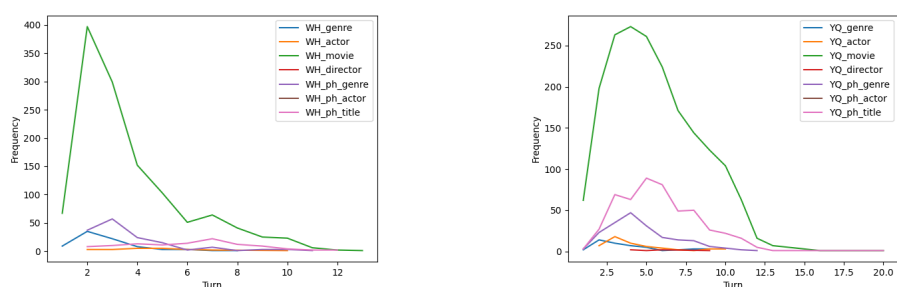 400
350
300
250
200
150
100
50
0
Frequency
2
4
6
8
10
12
Turn
WH_genre
WH_actor
WH_movie
WH_director
WH_ph_genre
WH_ph_actor
WH_ph_title
250
200
150
100
50
0
Frequency
2.5
5.0
7.5
10.0
12.5
15.0
17.5
20.0
Turn
YQ_genre
YQ_actor
YQ_movie
YQ_director
YQ_ph_genre
YQ_ph_actor
YQ_ph_title